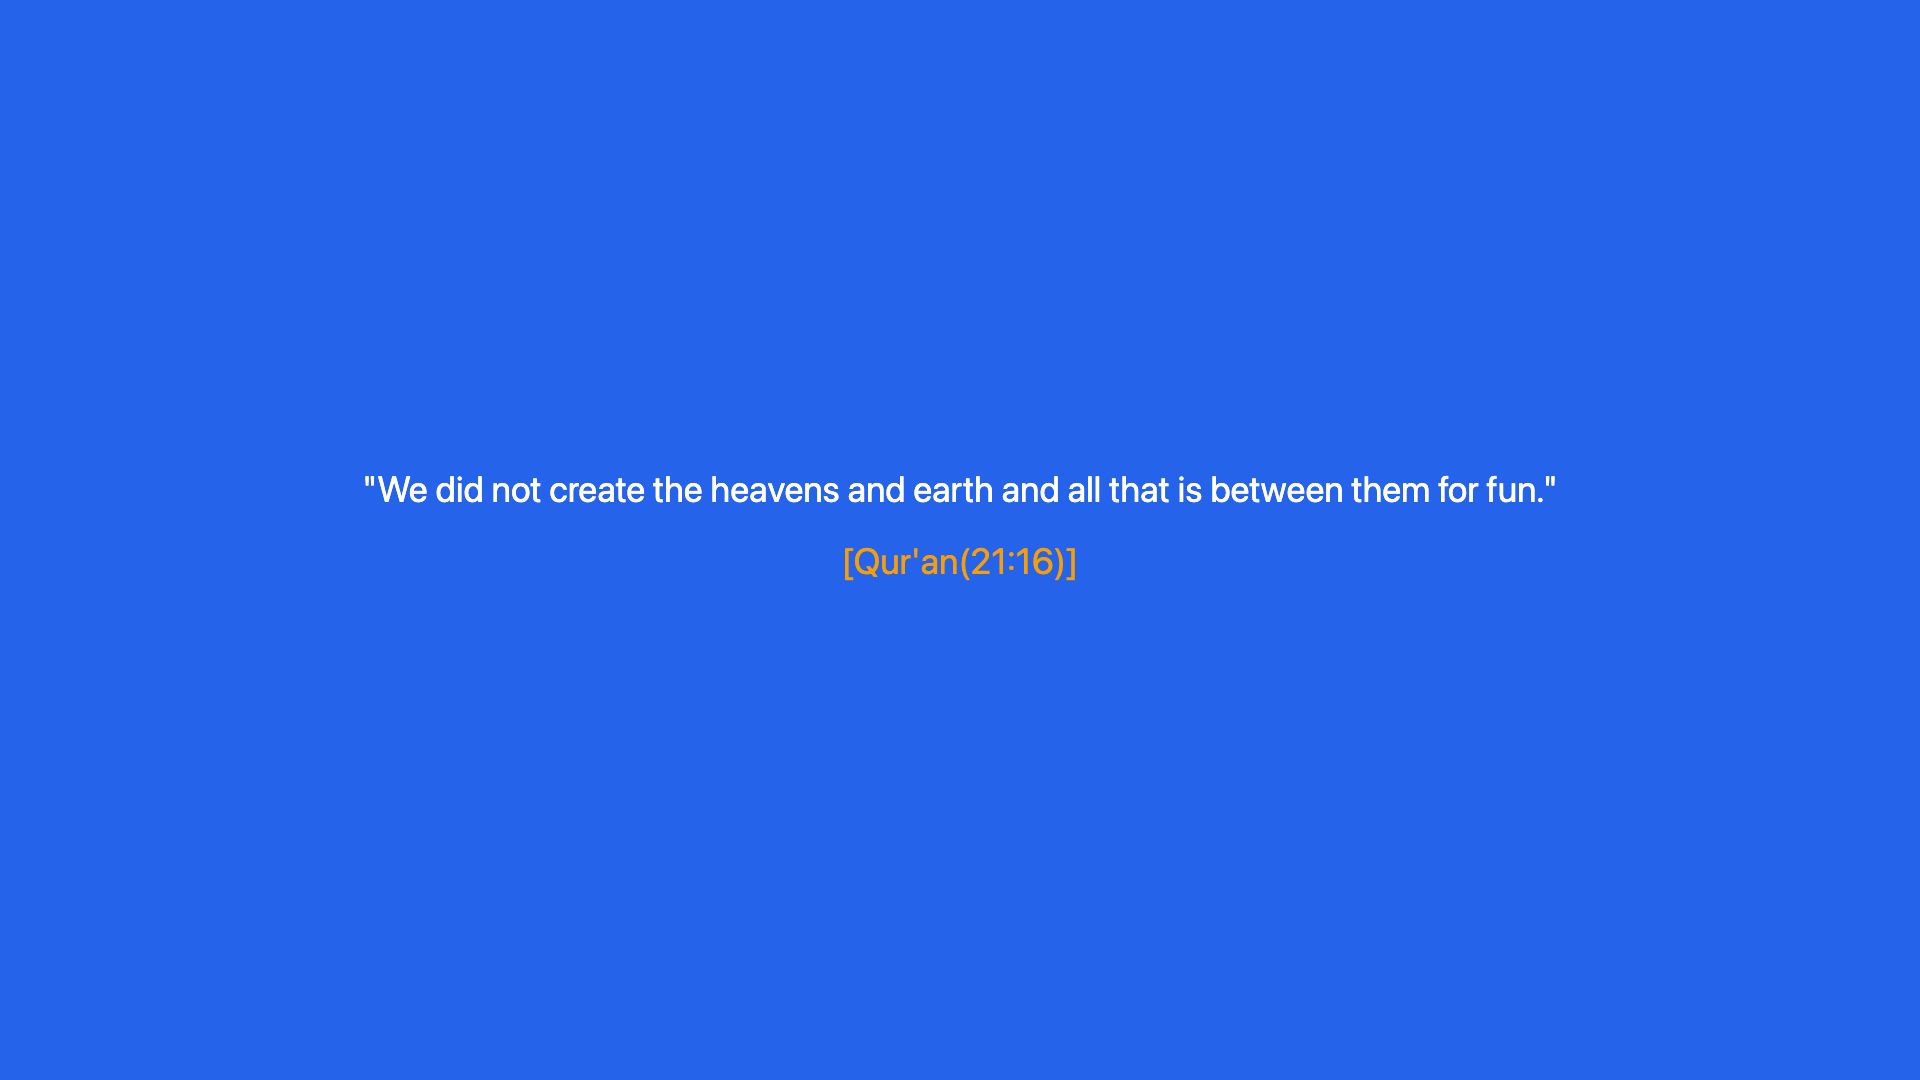 "We did not create the heavens and earth and all that is between them for fun."
[Qur'an(21:16)]